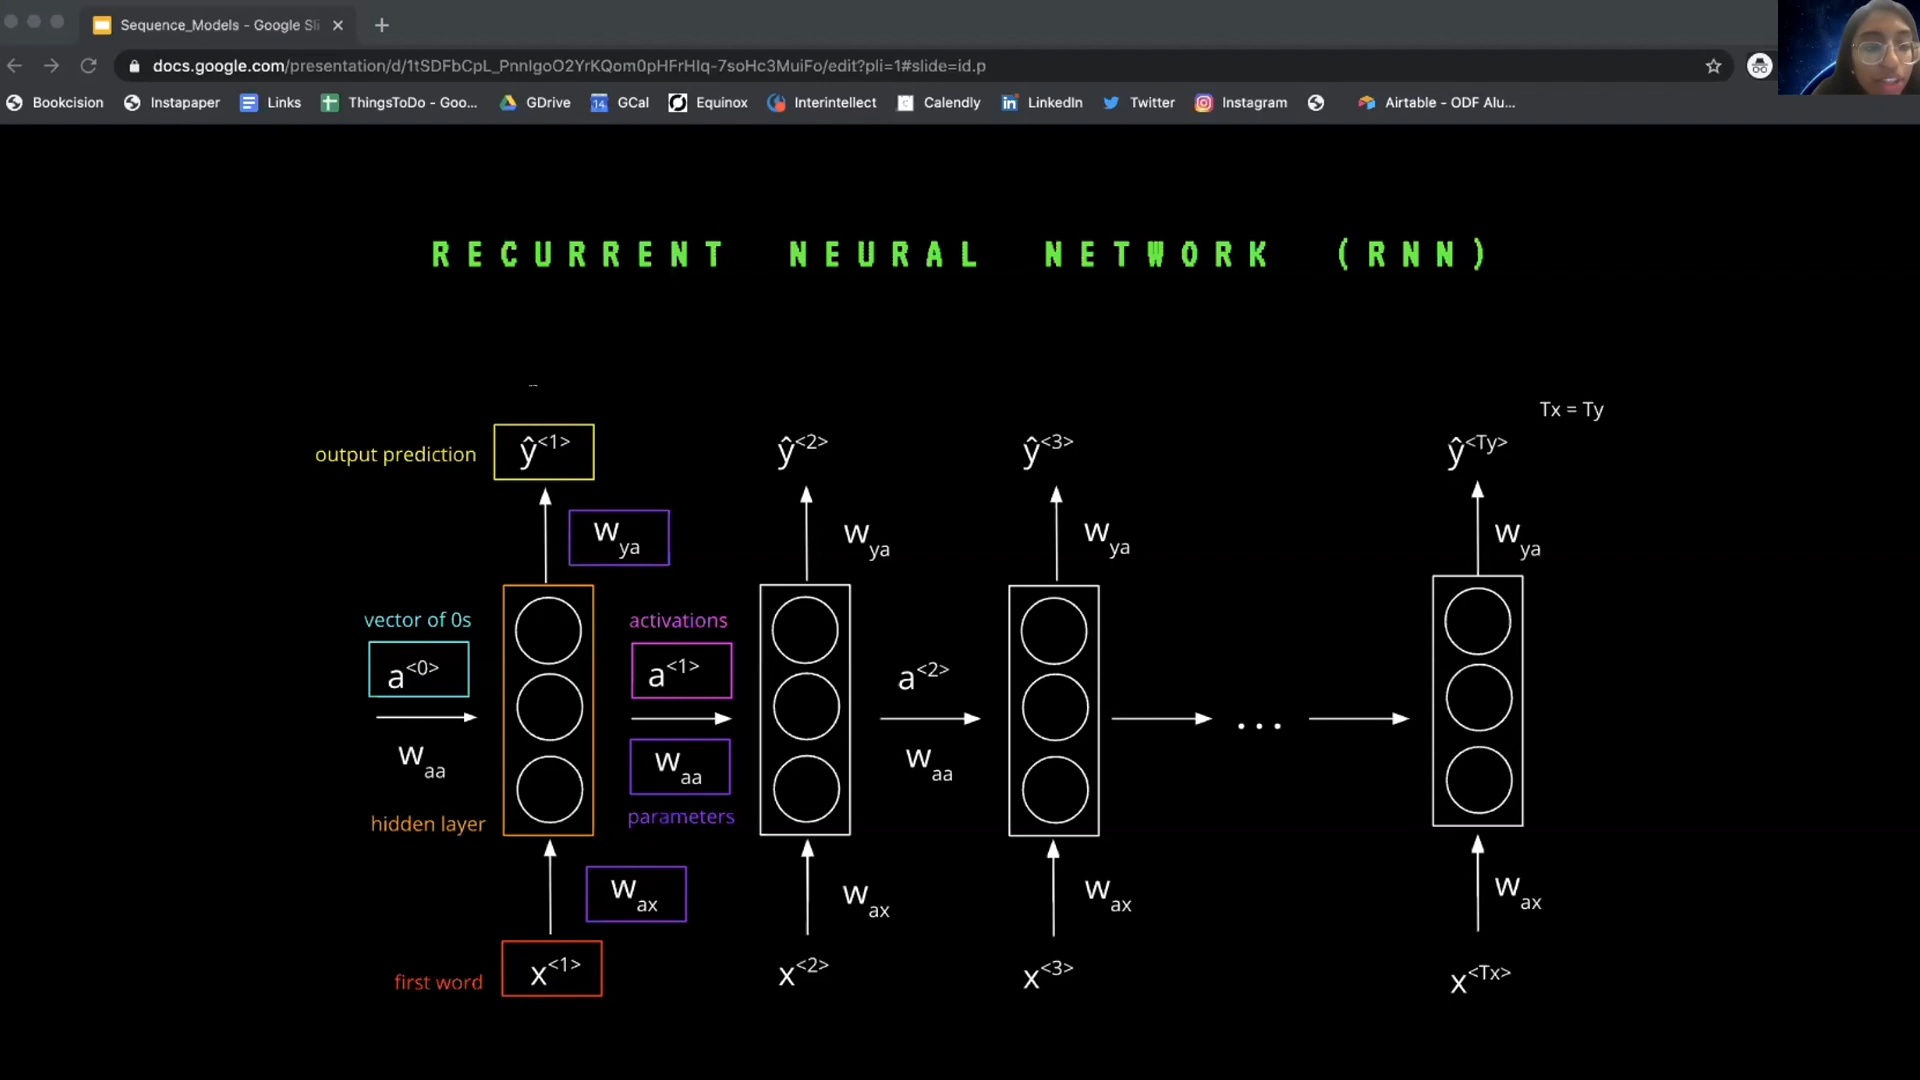 Sequence_Models - Google Sli
docs.google.com/presentation/d/1tSDFbCpL_PnnIgoO2YrKQom0pHFrHIq-7soHc3MuiFo/edit?pli=1#slide=id.p
Bookcision Instapaper Links ThingsToDo - Goo... GDrive 14 GCal Equinox Interintellect Calendly LinkedIn Twitter Instagram Airtable - ODF Alu...
RECURRENT NEURAL NETWORK (RNN)
Tx = Ty
output prediction ŷ<1> ŷ<2> ŷ<3> ŷ<Ty>
Wya Wya Wya Wya
vector of 0s activations
a<0> a<1> a<2>
...
Waa Waa Waa
hidden layer parameters
Wax Wax Wax Wax
first word x<1> x<2> x<3> x<Tx>